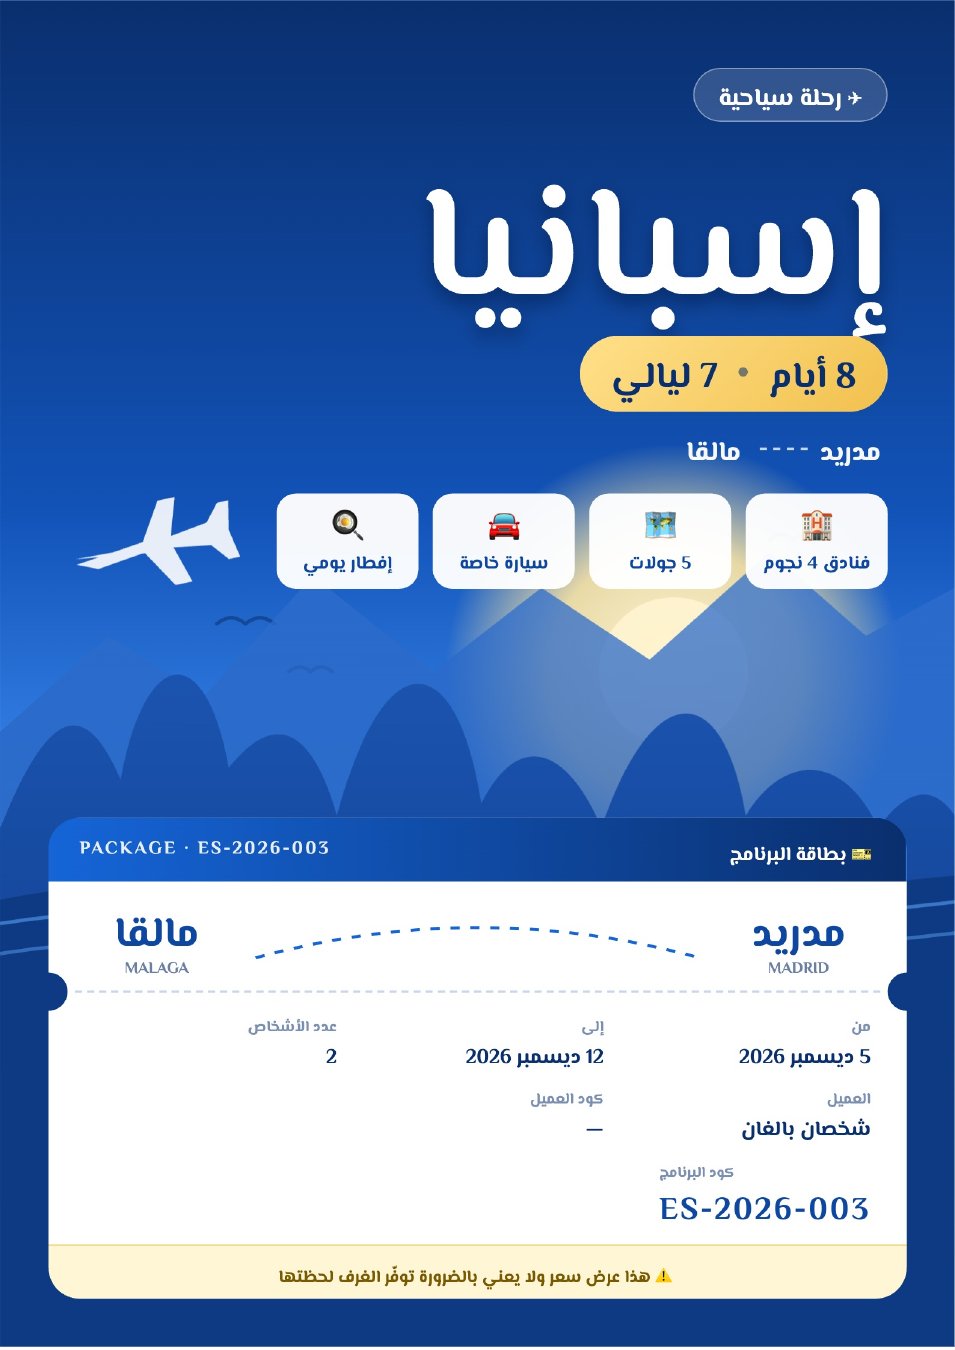 ✈ رحلة سياحية
إسبانيا
8 أيام • 7 ليالي
مدريد ---- مالقا
فنادق 4 نجوم
5 جولات
سيارة خاصة
إفطار يومي
🎫 بطاقة البرنامج
PACKAGE · ES-2026-003
مدريد
MADRID
مالقا
MALAGA
من
5 ديسمبر 2026
إلى
12 ديسمبر 2026
عدد الأشخاص
2
العميل
شخصان بالغان
كود العميل
—
كود البرنامج
ES-2026-003
⚠️ هذا عرض سعر ولا يعني بالضرورة توفّر الغرف لحظتها